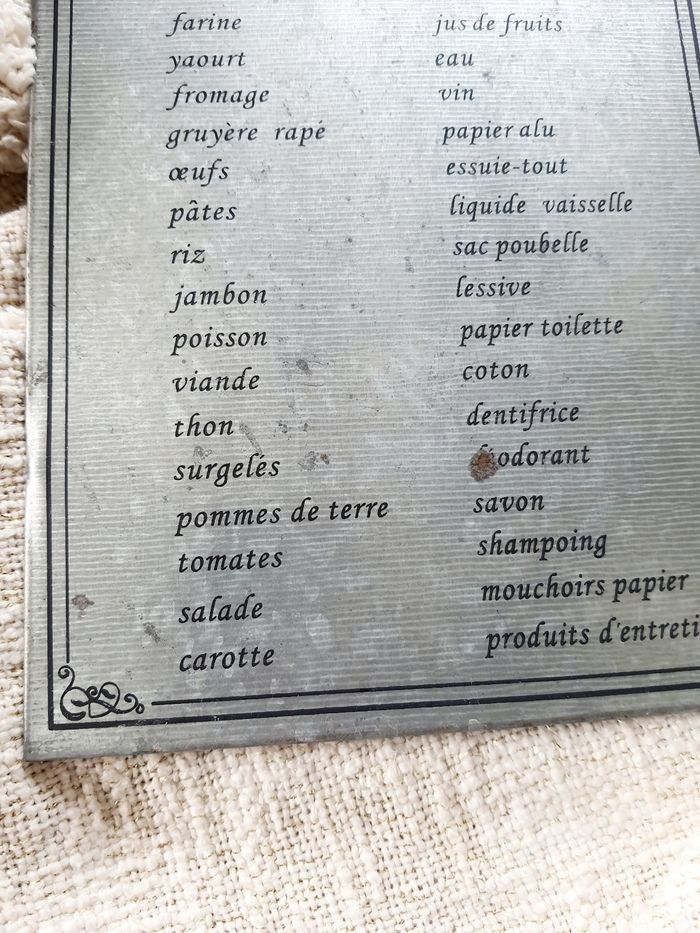 farine
yaourt
fromage
gruyère rapé
œufs
pâtes
riz
jambon
poisson
viande
thon
surgelés
pommes de terre
tomates
salade
carotte
jus de fruits
eau
vin
papier alu
essuie-tout
liquide vaisselle
sac poubelle
lessive
papier toilette
coton
dentifrice
déodorant
savon
shampoing
mouchoirs papier
produits d'entreti